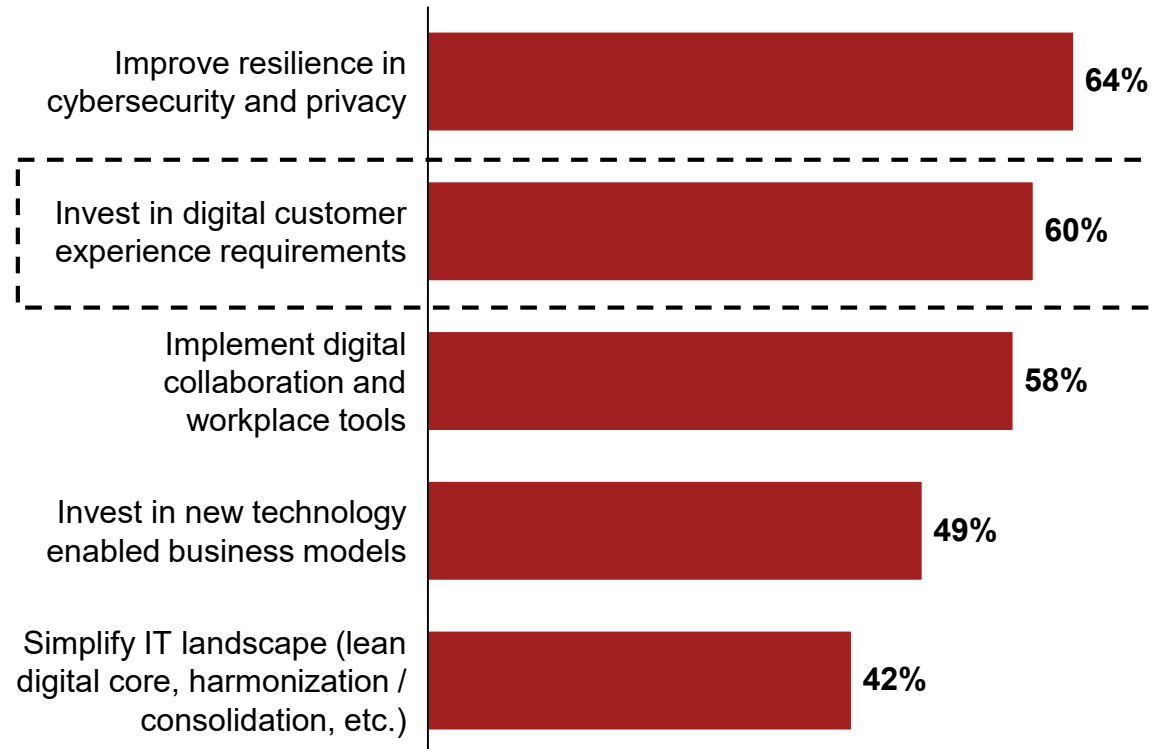 Improve resilience in
cybersecurity and privacy
64%
Invest in digital customer
experience requirements
60%
Implement digital
collaboration and
workplace tools
58%
Invest in new technology
enabled business models
49%
Simplify IT landscape (lean
digital core, harmonization /
consolidation, etc.)
42%